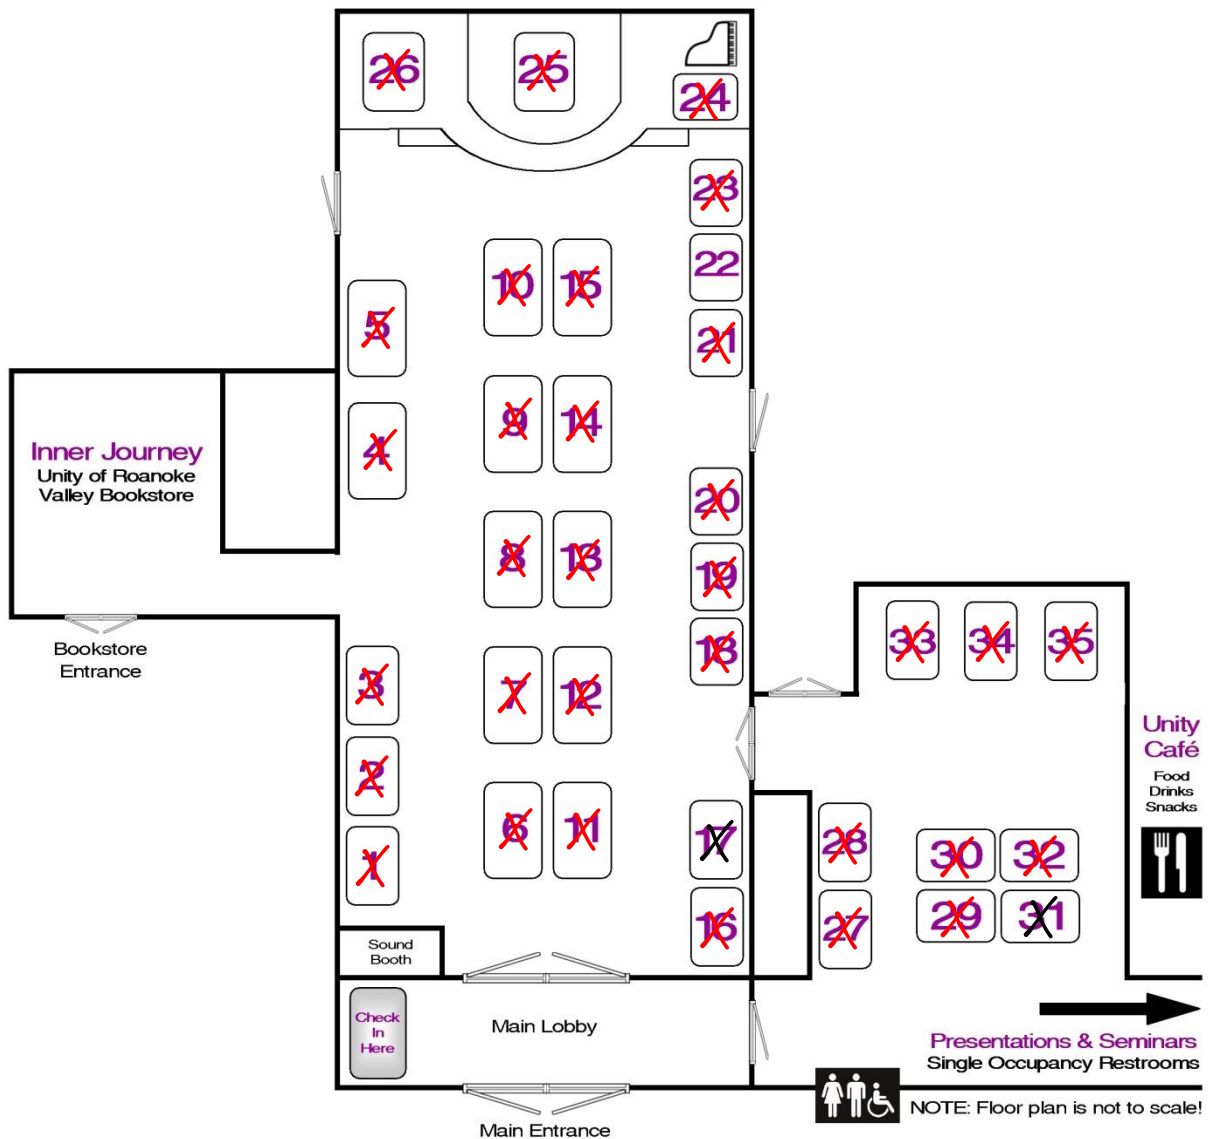 26
25
24
23
22
21
10
15
5
9
14
4
Inner Journey
Unity of Roanoke
Valley Bookstore
20
8
13
19
18
Bookstore
Entrance
33
34
35
3
7
12
2
Unity
Café
Food
Drinks
Snacks
1
6
11
17
28
30
32
16
27
29
31
Sound
Booth
Check
In
Here
Main Lobby
Presentations & Seminars
Single Occupancy Restrooms
NOTE: Floor plan is not to scale!
Main Entrance